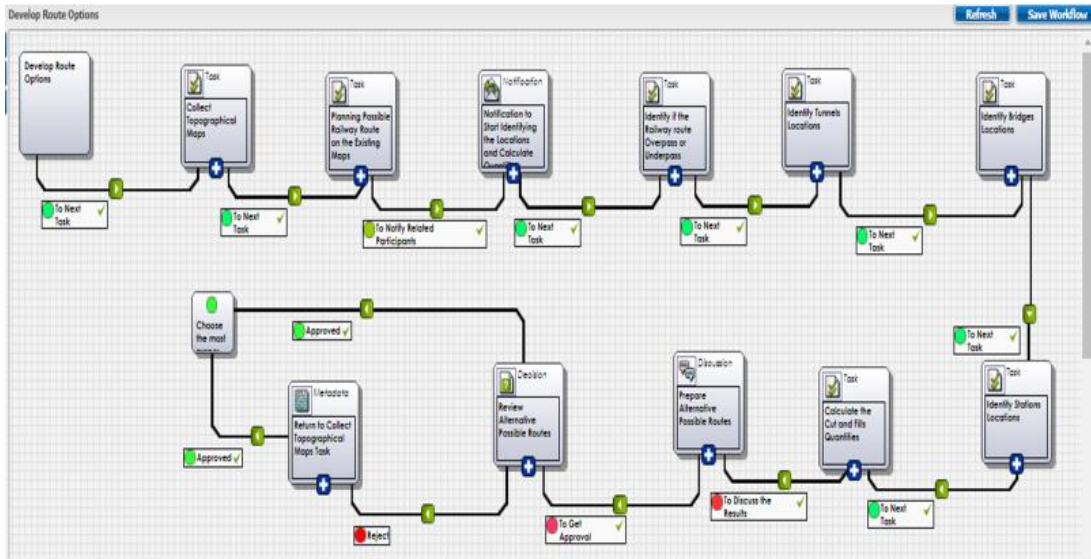 Develop Route Options
Refresh
Save Workflow
Develop Route
Options
Task
Collect
Topographical
Maps
Task
Planning Possible
Railway Route
on the Existing
Maps
Notification
Notification to
Start Identifying
the Locations
and Calculate
Task
Identify if the
Railway route
Overpass or
Underpass
Task
Identify Tunnels
Locations
Task
Identify Bridges
Locations
To Next
Task
To Next
Task
To Notify Related
Participants
To Next
Task
To Next
Task
To Next
Task
Choose
the most
Approved
To Next
Task
Metadata
Return to Collect
Topographical
Maps Task
Decision
Review
Alternative
Possible Routes
Discussion
Prepare
Alternative
Possible Routes
Task
Calculate the
Cut and fills
Quantities
Task
Identify Stations
Locations
Approved
Reject
To Get
Approval
To Discuss the
Results
To Next
Task